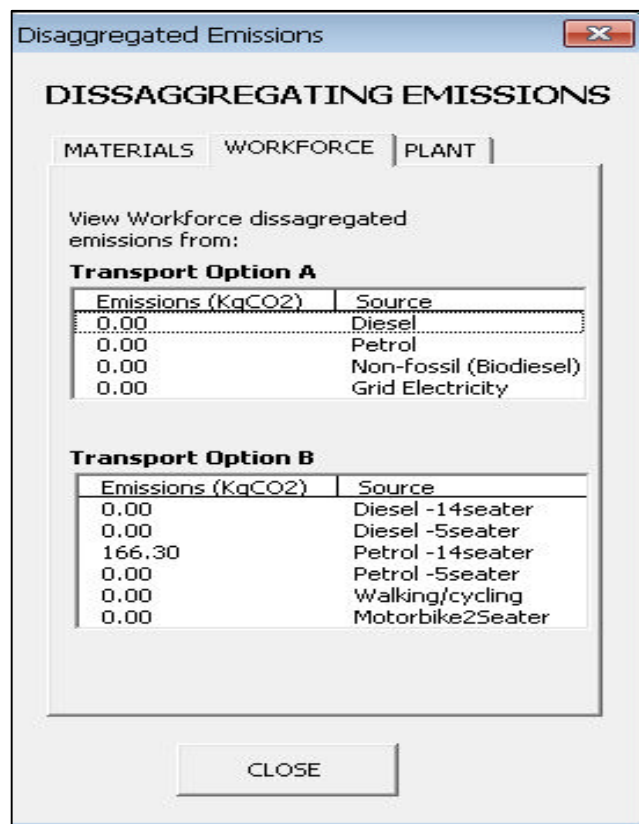 Disaggregated Emissions
DISSAGGREGATING EMISSIONS
MATERIALS WORKFORCE PLANT
View Workforce dissagregated
emissions from:
Transport Option A
Emissions (KgCO2) Source
0.00 Diesel
0.00 Petrol
0.00 Non-fossil (Biodiesel)
0.00 Grid Electricity
Transport Option B
Emissions (KgCO2) Source
0.00 Diesel -14seater
0.00 Diesel -5seater
166.30 Petrol -14seater
0.00 Petrol -5seater
0.00 Walking/cycling
0.00 Motorbike2Seater
CLOSE